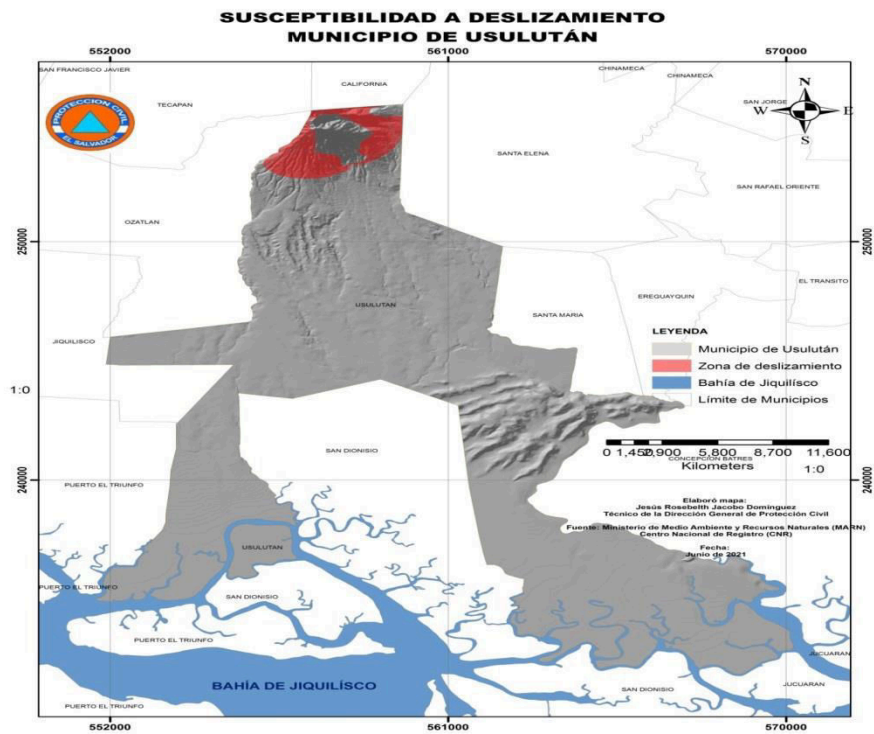 SUSCEPTIBILIDAD A DESLIZAMIENTO
MUNICIPIO DE USULUTÁN
552000
561000
570000
SAN FRANCISCO JAVIER
CALIFORNIA
CHINAMECA
CHINAMECA
TECAPAN
SAN JORGE
N
W
E
S
PROTECCION CIVIL
EL SALVADOR
SANTA ELENA
SAN RAFAEL ORIENTE
OZATLAN
250000
250000
EL TRANSITO
EREGUAYQUIN
USULUTAN
SANTA MARIA
JIQUILISCO
LEYENDA
Municipio de Usulután
Zona de deslizamiento
Bahía de Jiquilísco
Límite de Municipios
1:0
0 1,450 2,900 5,800 8,700 11,600
CONCEPCION BATRES
Kilometers
1:0
SAN DIONISIO
240000
PUERTO EL TRIUNFO
240000
Elaboró mapa:
Jesús Rosebelth Jacobo Domínguez
Técnico de la Dirección General de Protección Civil
Fuente: Ministerio de Medio Ambiente y Recursos Naturales (MARN)
Centro Nacional de Registro (CNR)
Fecha:
Junio de 2021
USULUTAN
PUERTO EL TRIUNFO
SAN DIONISIO
PUERTO EL TRIUNFO
JUCUARAN
BAHÍA DE JIQUILÍSCO
SAN DIONISIO
JUCUARAN
PUERTO EL TRIUNFO
552000
561000
570000